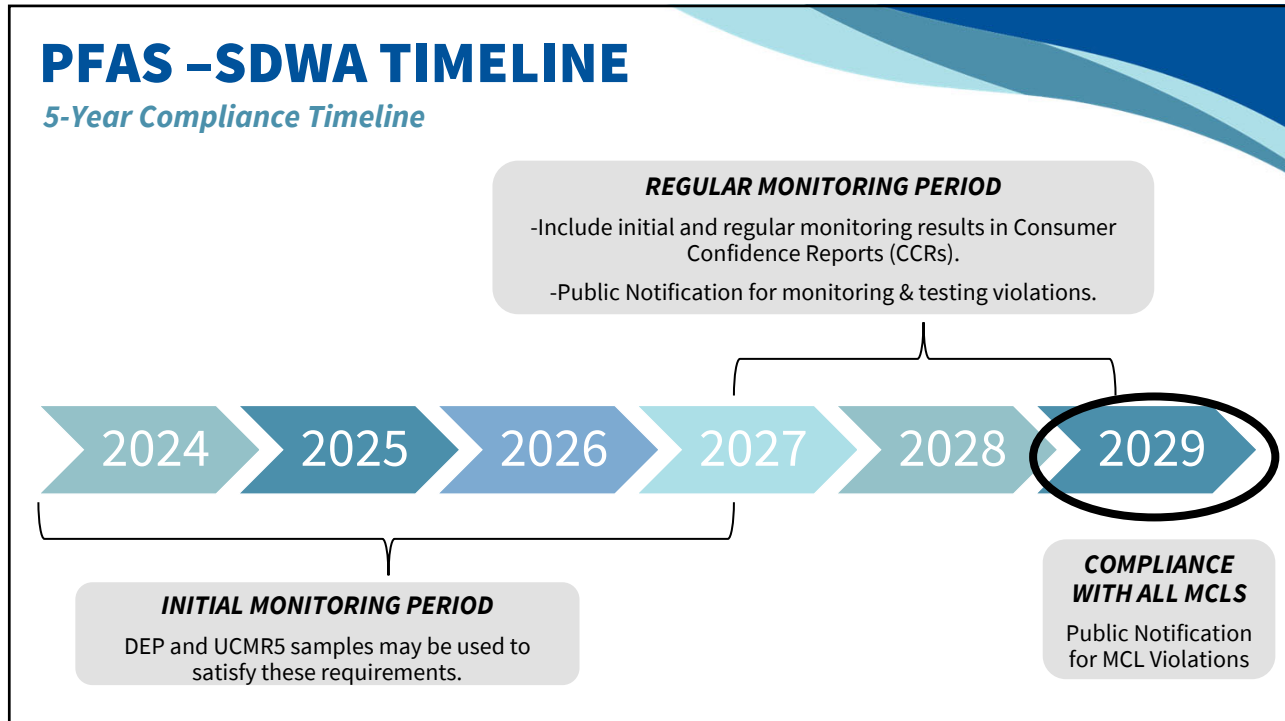 PFAS –SDWA TIMELINE
5-Year Compliance Timeline
REGULAR MONITORING PERIOD
-Include initial and regular monitoring results in Consumer
Confidence Reports (CCRs).
-Public Notification for monitoring & testing violations.
2024
2025
2026
2027
2028
2029
INITIAL MONITORING PERIOD
DEP and UCMR5 samples may be used to
satisfy these requirements.
COMPLIANCE
WITH ALL MCLS
Public Notification
for MCL Violations